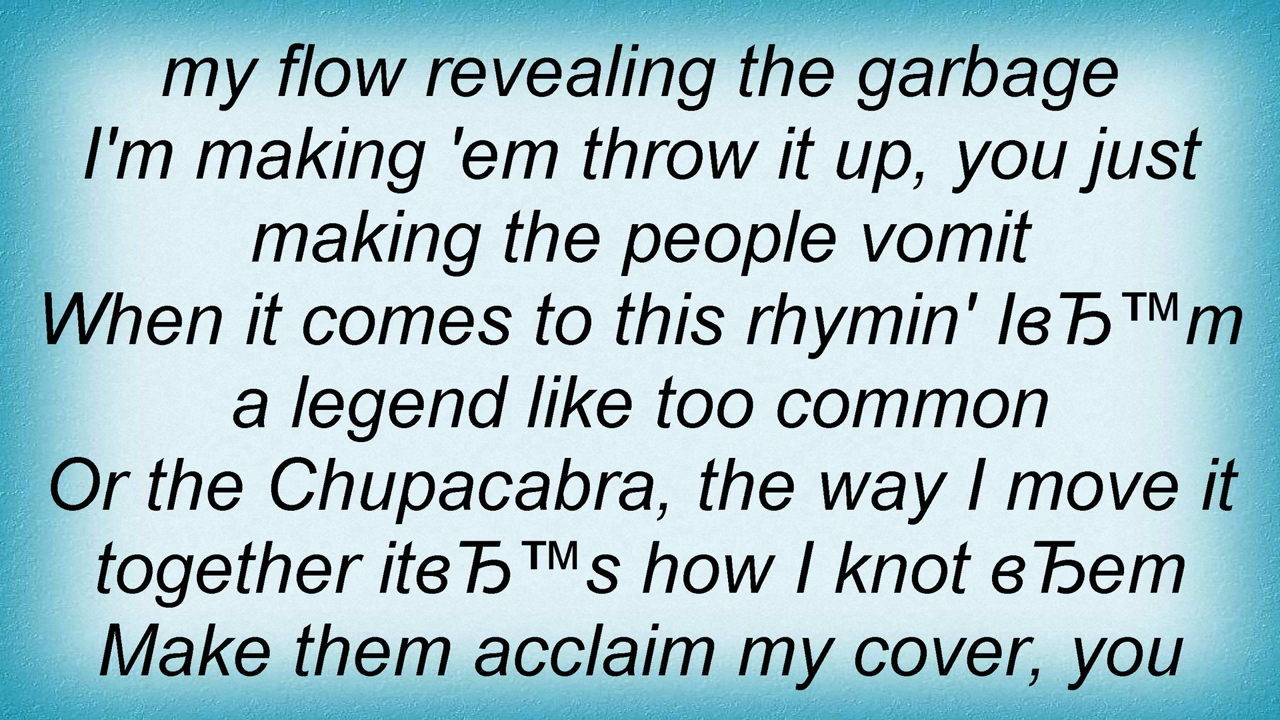 my flow revealing the garbage
I'm making 'em throw it up, you just
making the people vomit
When it comes to this rhymin' IвЂ™m
a legend like too common
Or the Chupacabra, the way I move it
together itвЂ™s how I knot вЂem
Make them acclaim my cover, you